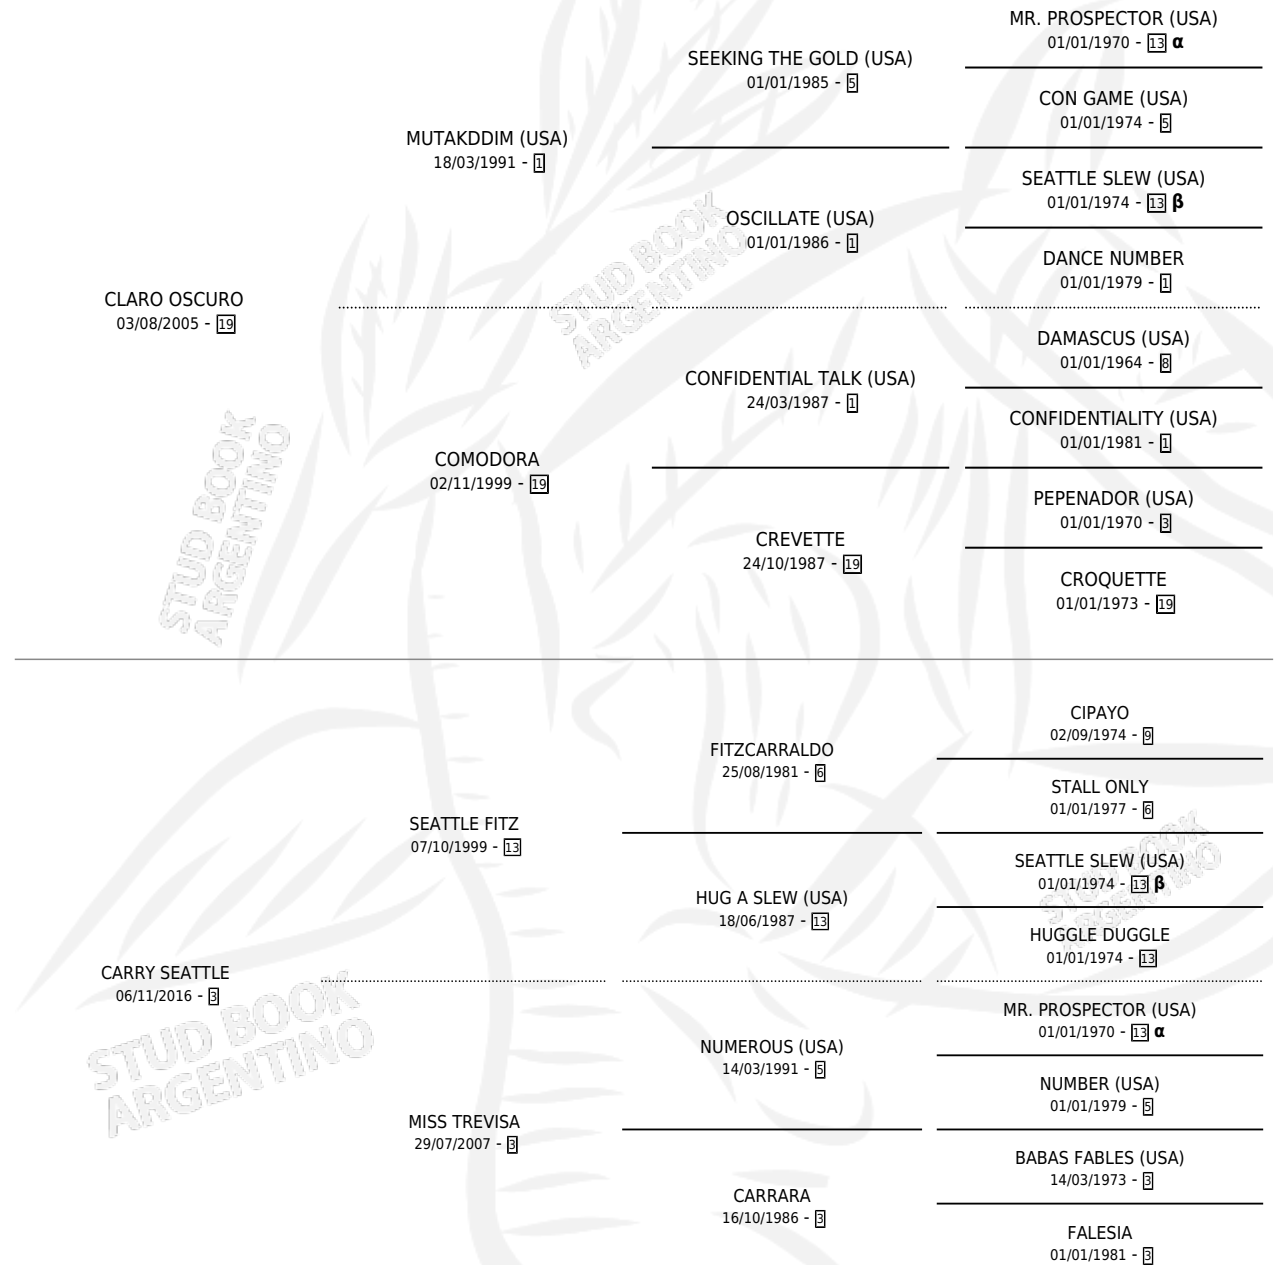 MR. PROSPECTOR (USA)
01/01/1970 - 13 α
SEEKING THE GOLD (USA)
01/01/1985 - 5
CON GAME (USA)
01/01/1974 - 5
MUTAKDDIM (USA)
18/03/1991 - 1
SEATTLE SLEW (USA)
01/01/1974 - 13 β
OSCILLATE (USA)
01/01/1986 - 1
DANCE NUMBER
01/01/1979 - 1
CLARO OSCURO
03/08/2005 - 19
DAMASCUS (USA)
01/01/1964 - 8
CONFIDENTIAL TALK (USA)
24/03/1987 - 1
CONFIDENTIALITY (USA)
01/01/1981 - 1
COMODORA
02/11/1999 - 19
PEPENADOR (USA)
01/01/1970 - 3
CREVETTE
24/10/1987 - 19
CROQUETTE
01/01/1973 - 19
CIPAYO
02/09/1974 - 9
FITZCARRALDO
25/08/1981 - 6
STALL ONLY
01/01/1977 - 6
SEATTLE FITZ
07/10/1999 - 13
SEATTLE SLEW (USA)
01/01/1974 - 13 β
HUG A SLEW (USA)
18/06/1987 - 13
HUGGLE DUGGLE
01/01/1974 - 13
CARRY SEATTLE
06/11/2016 - 3
MR. PROSPECTOR (USA)
01/01/1970 - 13 α
NUMEROUS (USA)
14/03/1991 - 5
NUMBER (USA)
01/01/1979 - 5
MISS TREVISA
29/07/2007 - 3
BABAS FABLES (USA)
14/03/1973 - 3
CARRARA
16/10/1986 - 3
FALESIA
01/01/1981 - 3
STUD BOOK
ARGENTINO
STUD BOOK
ARGENTINO
STUD BOOK
ARGENTINO
STUD BOOK
ARGENTINO